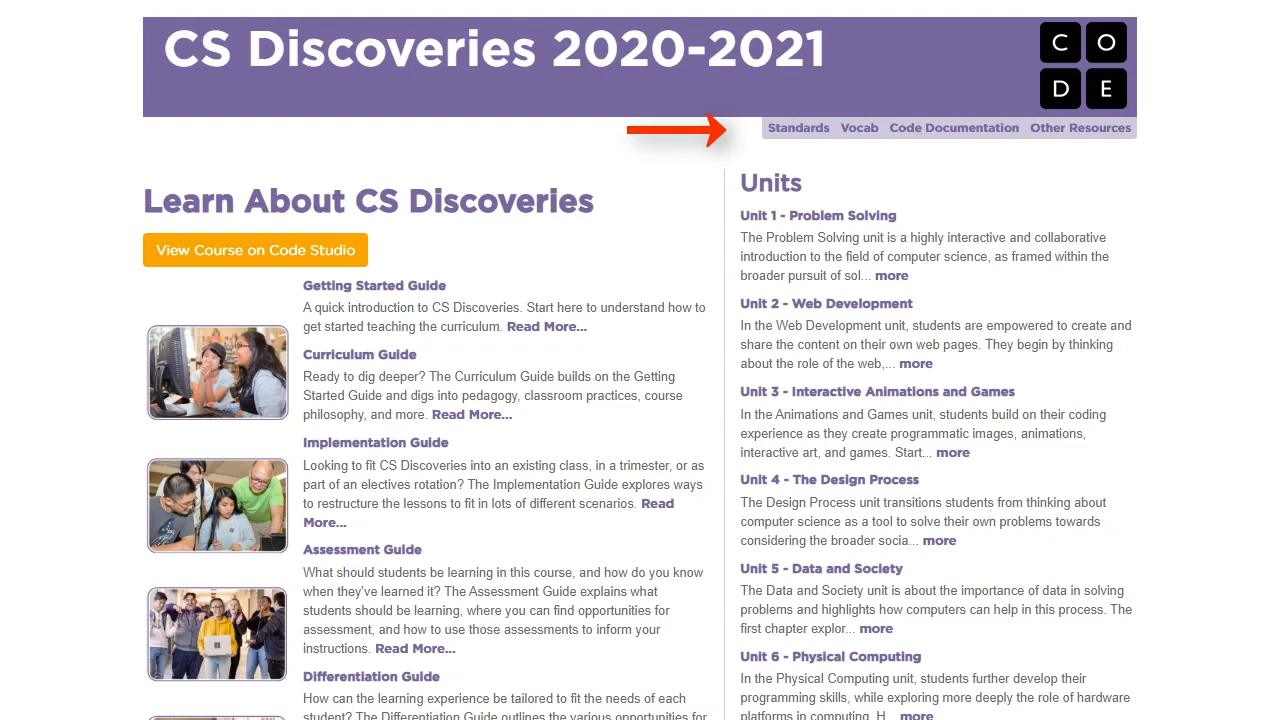 CS Discoveries 2020-2021
C O
D E
Standards Vocab Code Documentation Other Resources
Learn About CS Discoveries
View Course on Code Studio
Getting Started Guide
A quick introduction to CS Discoveries. Start here to understand how to
get started teaching the curriculum. Read More...
Curriculum Guide
Ready to dig deeper? The Curriculum Guide builds on the Getting
Started Guide and digs into pedagogy, classroom practices, course
philosophy, and more. Read More...
Implementation Guide
Looking to fit CS Discoveries into an existing class, in a trimester, or as
part of an electives rotation? The Implementation Guide explores ways
to restructure the lessons to fit in lots of different scenarios. Read
More...
Assessment Guide
What should students be learning in this course, and how do you know
when they've learned it? The Assessment Guide explains what
students should be learning, where you can find opportunities for
assessment, and how to use those assessments to inform your
instructions. Read More...
Differentiation Guide
How can the learning experience be tailored to fit the needs of each
student? The Differentiation Guide outlines the various opportunities for
Units
Unit 1 - Problem Solving
The Problem Solving unit is a highly interactive and collaborative
introduction to the field of computer science, as framed within the
broader pursuit of sol... more
Unit 2 - Web Development
In the Web Development unit, students are empowered to create and
share the content on their own web pages. They begin by thinking
about the role of the web,... more
Unit 3 - Interactive Animations and Games
In the Animations and Games unit, students build on their coding
experience as they create programmatic images, animations,
interactive art, and games. Start... more
Unit 4 - The Design Process
The Design Process unit transitions students from thinking about
computer science as a tool to solve their own problems towards
considering the broader socia... more
Unit 5 - Data and Society
The Data and Society unit is about the importance of data in solving
problems and highlights how computers can help in this process. The
first chapter explor... more
Unit 6 - Physical Computing
In the Physical Computing unit, students further develop their
programming skills, while exploring more deeply the role of hardware
platforms in computing. H... more